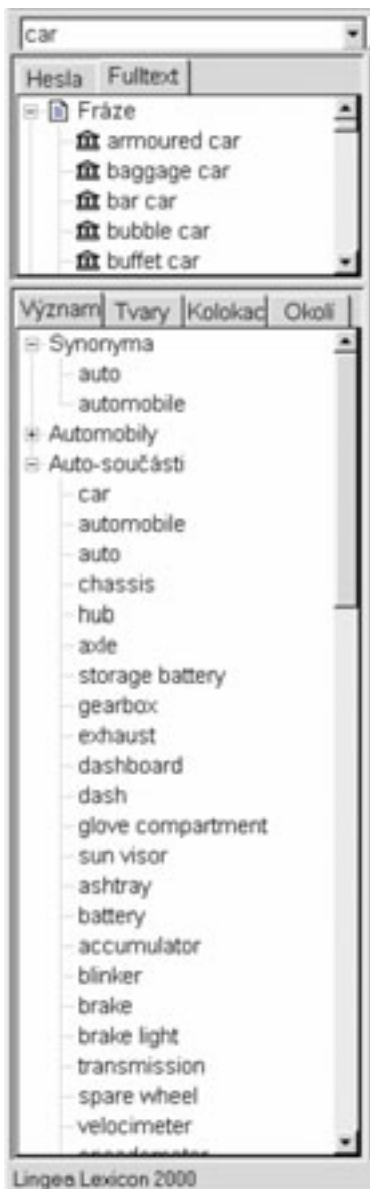 car
Hesla Fulltext
Fráze
armoured car
baggage car
bar car
bubble car
buffet car
Význam Tvary Kolokac Okolí
Synonyma
auto
automobile
Automobily
Auto-součásti
car
automobile
auto
chassis
hub
axle
storage battery
gearbox
exhaust
dashboard
dash
glove compartment
sun visor
ashtray
battery
accumulator
blinker
brake
brake light
transmission
spare wheel
velocimeter
Lingea Lexicon 2000